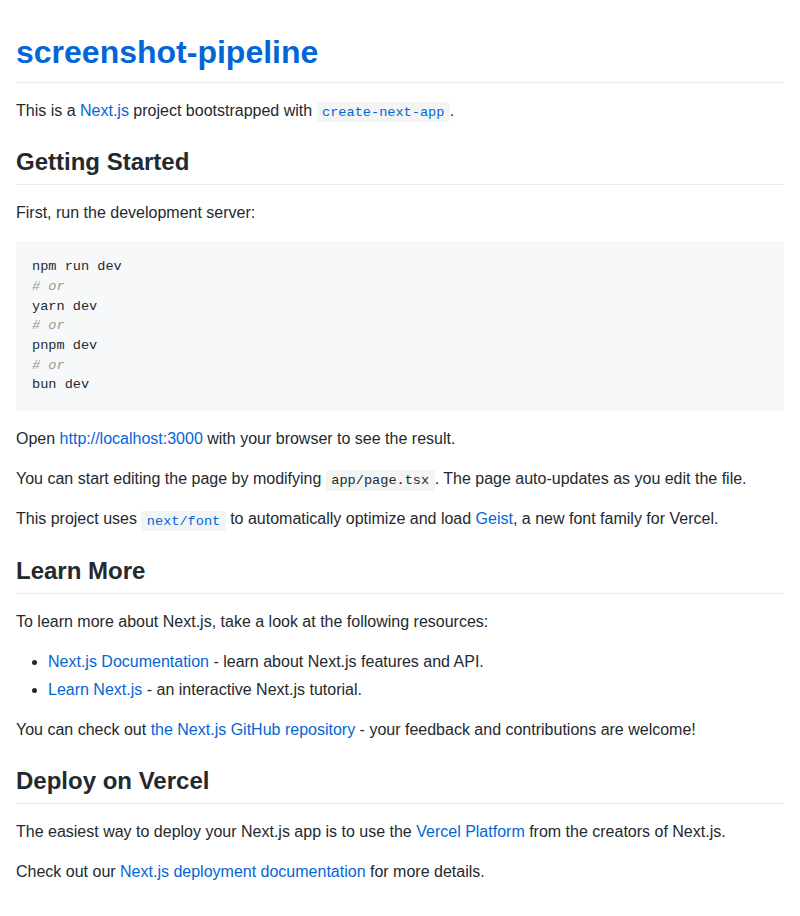 screenshot-pipeline
This is a Next.js project bootstrapped with create-next-app.
Getting Started
First, run the development server:
npm run dev
# or
yarn dev
# or
pnpm dev
# or
bun dev
Open http://localhost:3000 with your browser to see the result.
You can start editing the page by modifying app/page.tsx. The page auto-updates as you edit the file.
This project uses next/font to automatically optimize and load Geist, a new font family for Vercel.
Learn More
To learn more about Next.js, take a look at the following resources:
• Next.js Documentation - learn about Next.js features and API.
• Learn Next.js - an interactive Next.js tutorial.
You can check out the Next.js GitHub repository - your feedback and contributions are welcome!
Deploy on Vercel
The easiest way to deploy your Next.js app is to use the Vercel Platform from the creators of Next.js.
Check out our Next.js deployment documentation for more details.